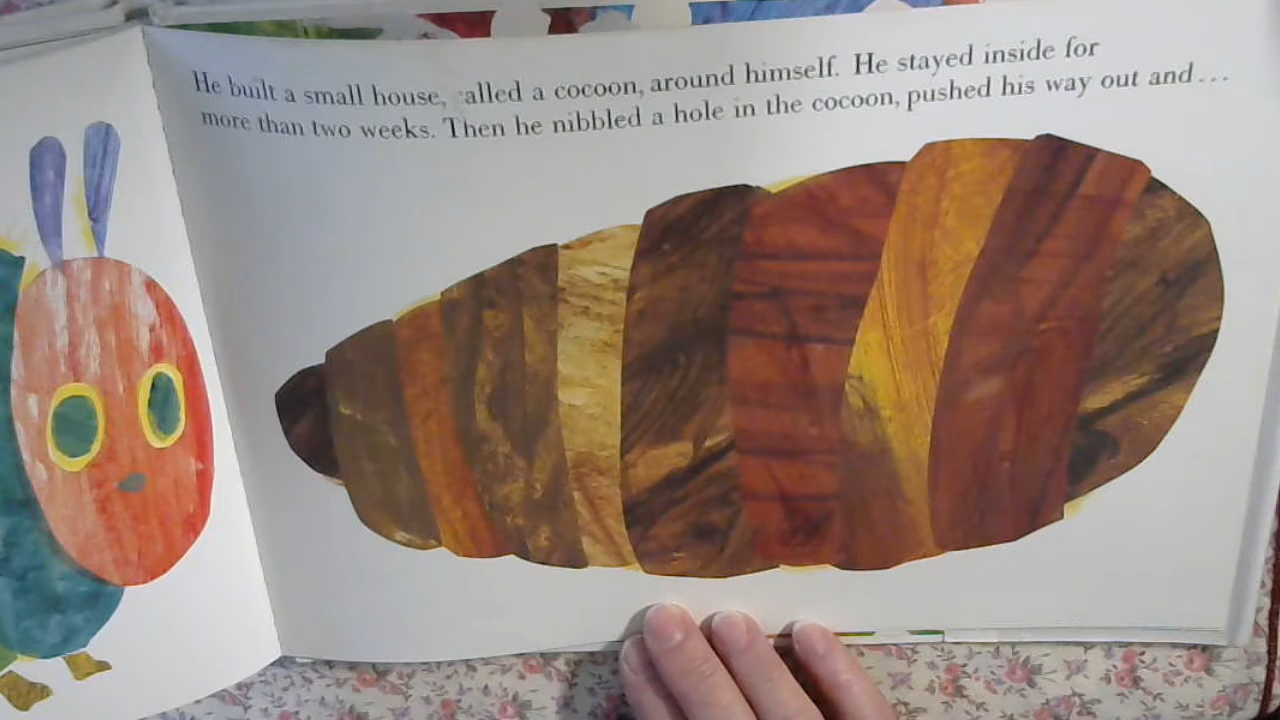 He built a small house, called a cocoon, around himself. He stayed inside for
more than two weeks. Then he nibbled a hole in the cocoon, pushed his way out and...